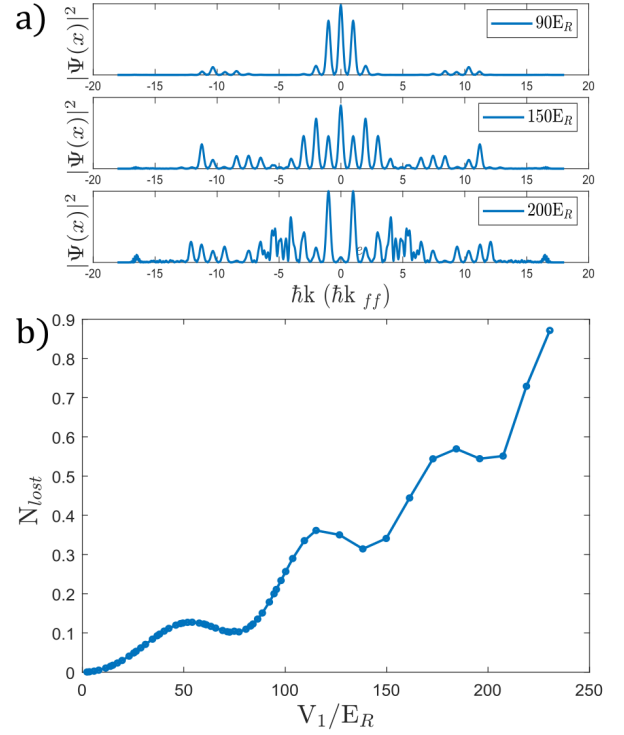 a)
|Ψ(x)|²
90E_R
-20 -15 -10 -5 0 5 10 15 20
|Ψ(x)|²
150E_R
-20 -15 -10 -5 0 5 10 15 20
|Ψ(x)|²
200E_R
-20 -15 -10 -5 0 5 10 15 20
ħk (ħk_ff)
b)
0.9
0.8
0.7
0.6
0.5
0.4
0.3
0.2
0.1
0
N_lost
0 50 100 150 200 250
V_1/E_R